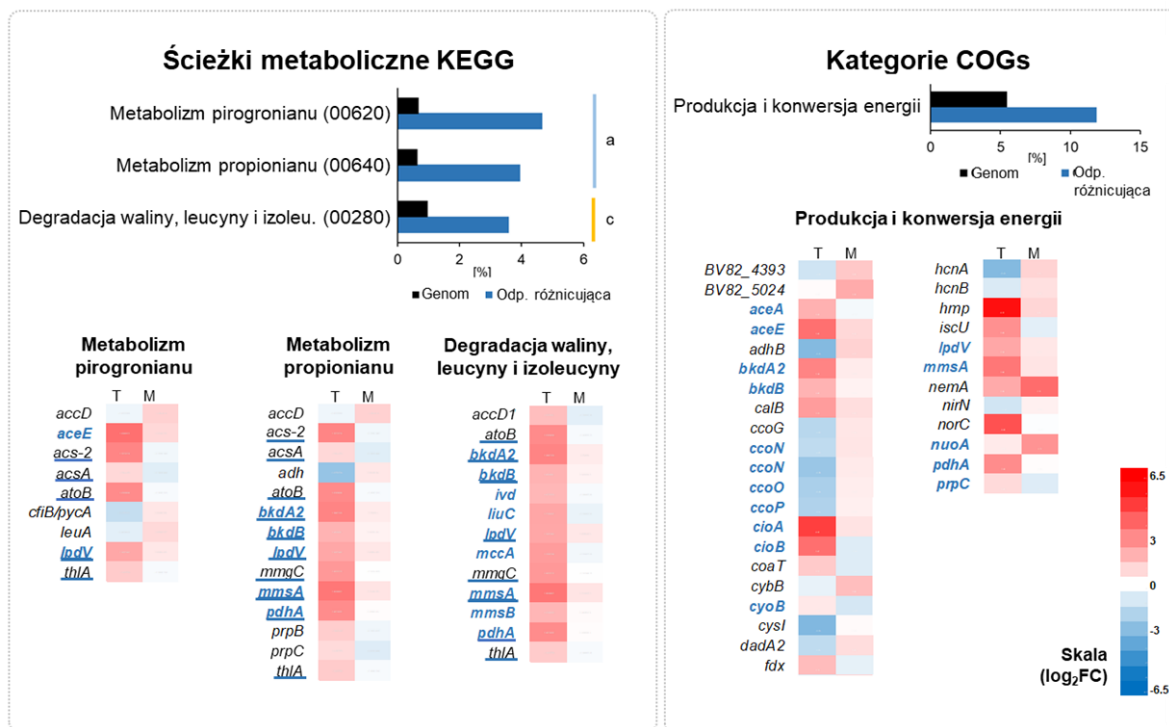 Ścieżki metaboliczne KEGG
Metabolizm pirogronianu (00620)
Metabolizm propionianu (00640)
Degradacja waliny, leucyny i izoleu. (00280)
a
c
0 2 4 6
[%]
Genom Odp. różnicująca
Metabolizm
pirogronianu
T M
accD
aceE
acs-2
acsA
atoB
cfiB/pycA
leuA
lpdV
thlA
Metabolizm
propionianu
T M
accD
acs-2
acsA
adh
atoB
bkdA2
bkdB
lpdV
mmgC
mmsA
pdhA
prpB
prpC
thlA
Degradacja waliny,
leucyny i izoleucyny
T M
accD1
atoB
bkdA2
bkdB
ivd
liuC
lpdV
mccA
mmgC
mmsA
mmsB
pdhA
thlA
Kategorie COGs
Produkcja i konwersja energii
0 5 10 15
[%]
Genom Odp.
różnicująca
Produkcja i konwersja energii
T M
BV82_4393
BV82_5024
aceA
aceE
adhB
bkdA2
bkdB
calB
ccoG
ccoN
ccoN
ccoO
ccoP
cioA
cioB
coaT
cybB
cyoB
cysI
dadA2
fdx
T M
hcnA
hcnB
hmp
iscU
lpdV
mmsA
nemA
nirN
norC
nuoA
pdhA
prpC
6.5
3
0
-3
-6.5
Skala
(log₂FC)